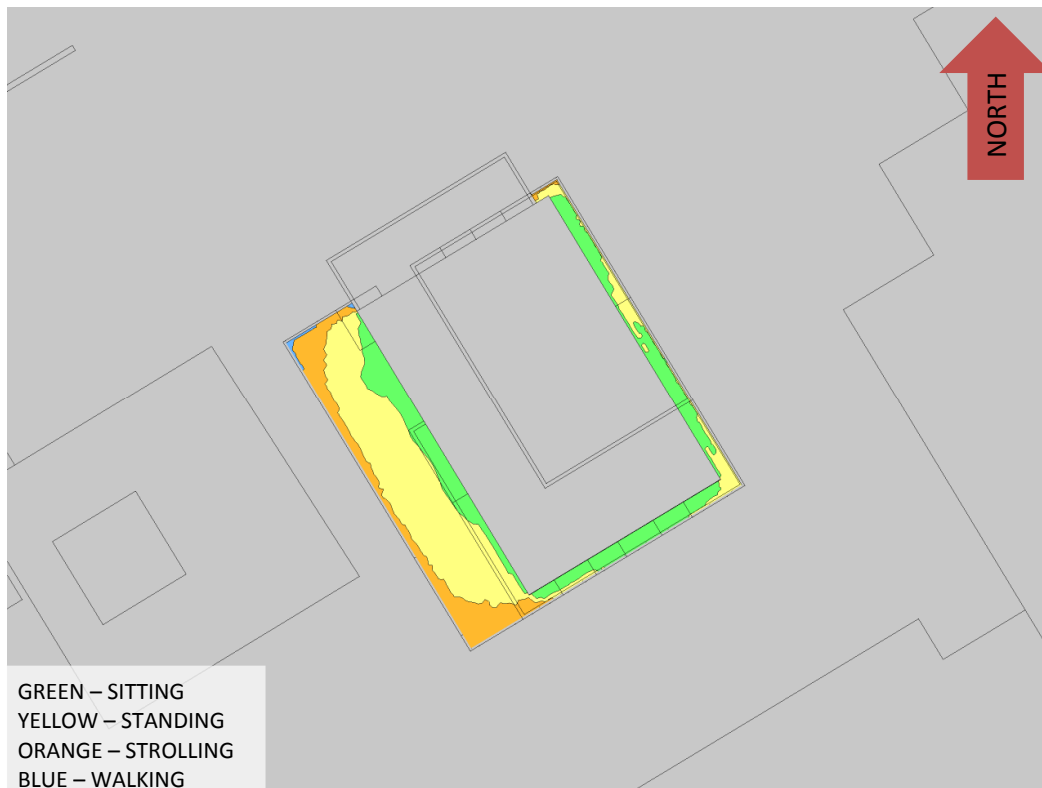 NORTH
GREEN – SITTING
YELLOW – STANDING
ORANGE – STROLLING
BLUE – WALKING